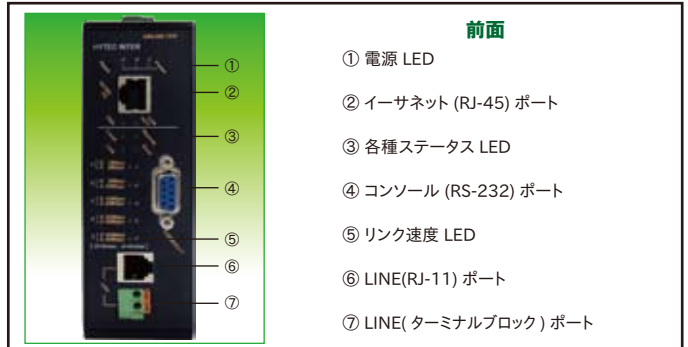 前面
HYTEC INTER
① 電源 LED
② イーサネット (RJ-45) ポート
③ 各種ステータス LED
④ コンソール (RS-232) ポート
⑤ リンク速度 LED
⑥ LINE(RJ-11) ポート
⑦ LINE( ターミナルブロック ) ポート
①
②
③
④
⑤
⑥
⑦